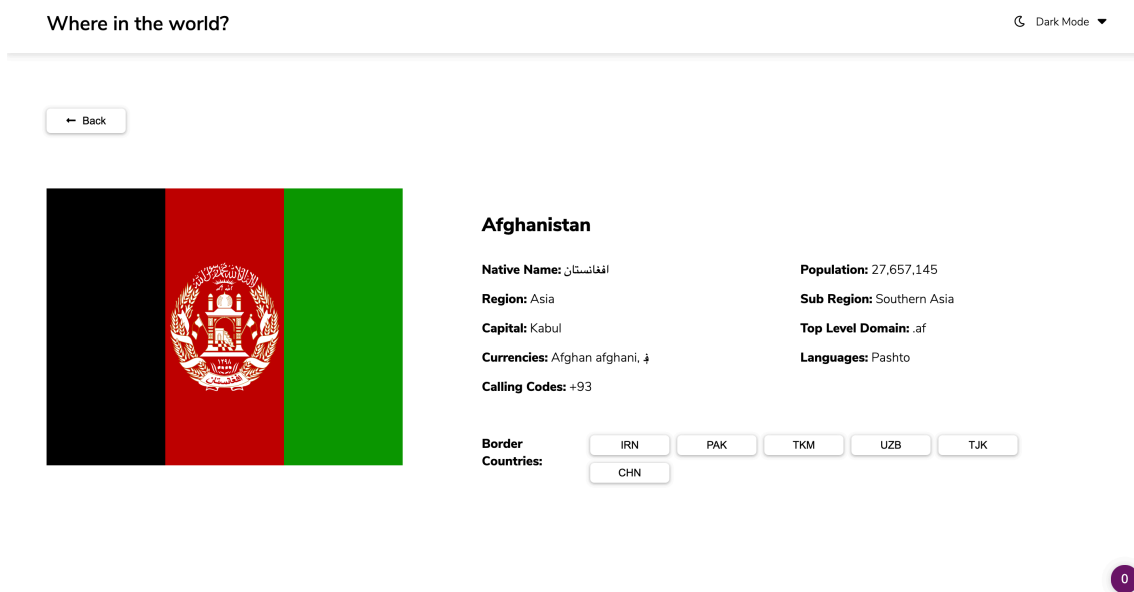 Where in the world?
Dark Mode
← Back
Afghanistan
Native Name: افغانستان
Region: Asia
Capital: Kabul
Currencies: Afghan afghani, ؋
Calling Codes: +93
Population: 27,657,145
Sub Region: Southern Asia
Top Level Domain: .af
Languages: Pashto
Border
Countries:
IRN PAK TKM UZB TJK
CHN
0